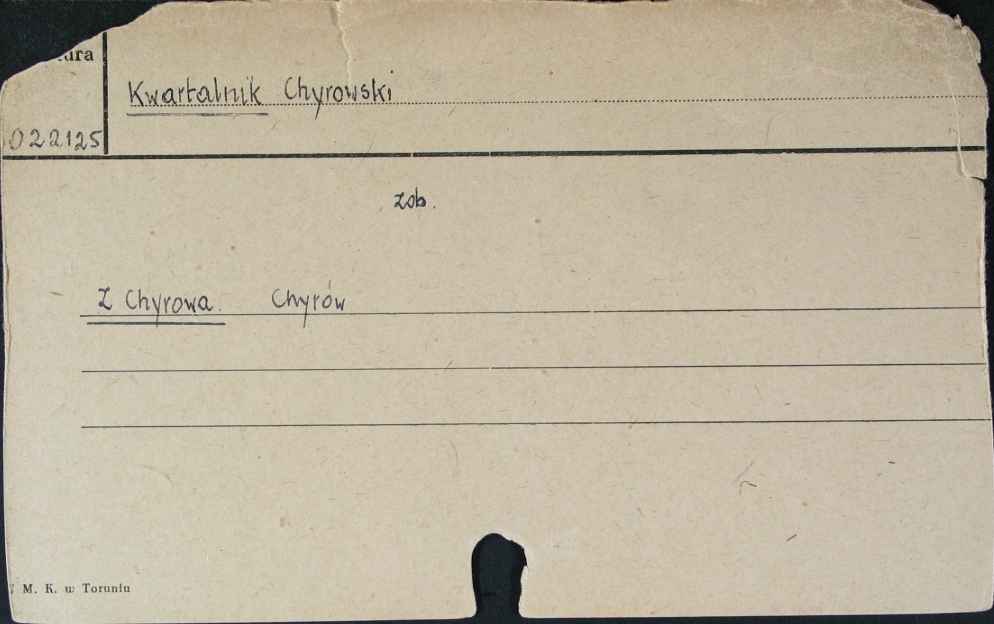 Kwartalnik Chyrowski
022125
zob.
Z Chyrowa. Chyrów
M. K. w Toruniu